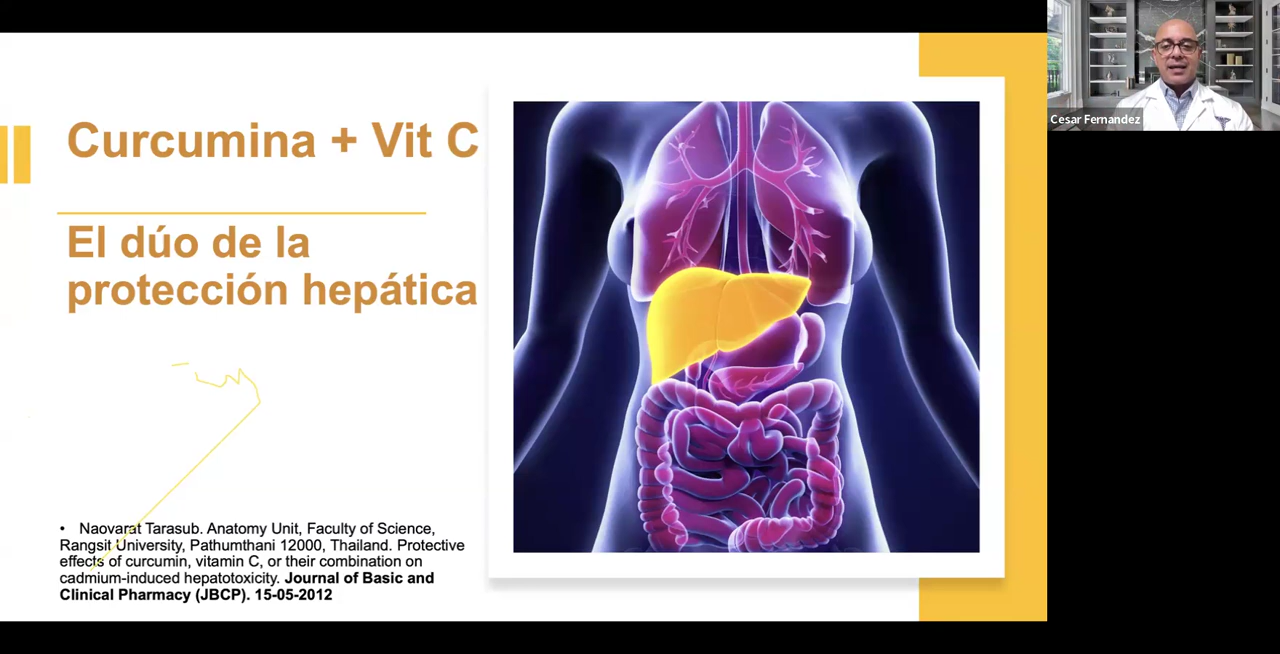 Curcumina + Vit C
El dúo de la
protección hepática
• Naovarat Tarasub. Anatomy Unit, Faculty of Science,
Rangsit University, Pathumthani 12000, Thailand. Protective
effects of curcumin, vitamin C, or their combination on
cadmium-induced hepatotoxicity. Journal of Basic and
Clinical Pharmacy (JBCP). 15-05-2012
Cesar Fernandez